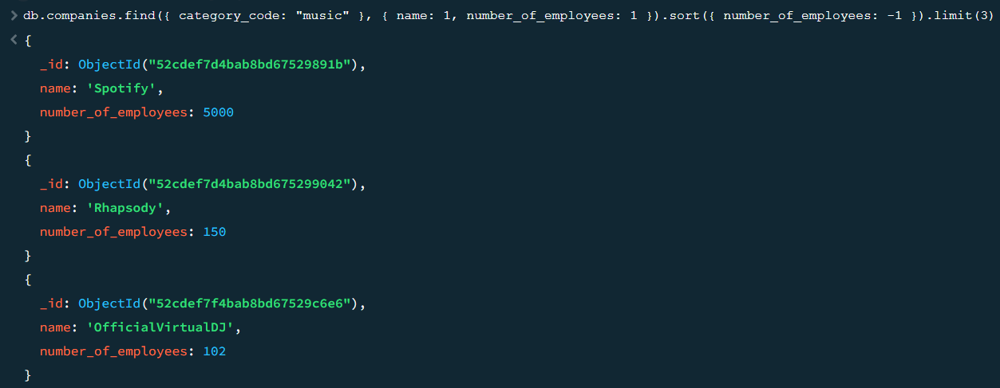 db.companies.find({ category_code: "music" }, { name: 1, number_of_employees: 1 }).sort({ number_of_employees: -1 }).limit(3)
{
_id: ObjectId("52cdef7d4bab8bd67529891b"),
name: 'Spotify',
number_of_employees: 5000
}
{
_id: ObjectId("52cdef7d4bab8bd675299042"),
name: 'Rhapsody',
number_of_employees: 150
}
{
_id: ObjectId("52cdef7f4bab8bd67529c6e6"),
name: 'OfficialVirtualDJ',
number_of_employees: 102
}